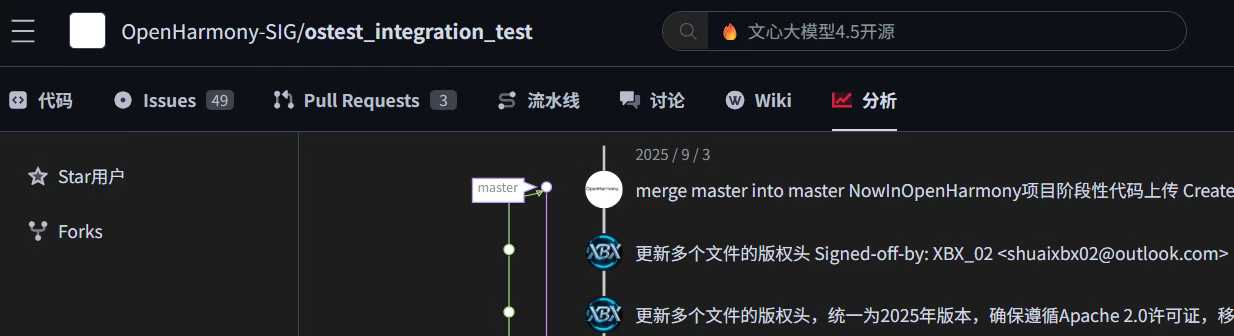 OpenHarmony-SIG/ostest_integration_test
文心大模型4.5开源
代码 Issues 49 Pull Requests 3 流水线 讨论 Wiki 分析
Star用户
Forks
2025 / 9 / 3
master
OpenHarmony
merge master into master NowInOpenHarmony项目阶段性代码上传 Create
XBX
更新多个文件的版权头 Signed-off-by: XBX_02 <shuaixbx02@outlook.com>
XBX
更新多个文件的版权头，统一为2025年版本，确保遵循Apache 2.0许可证，移